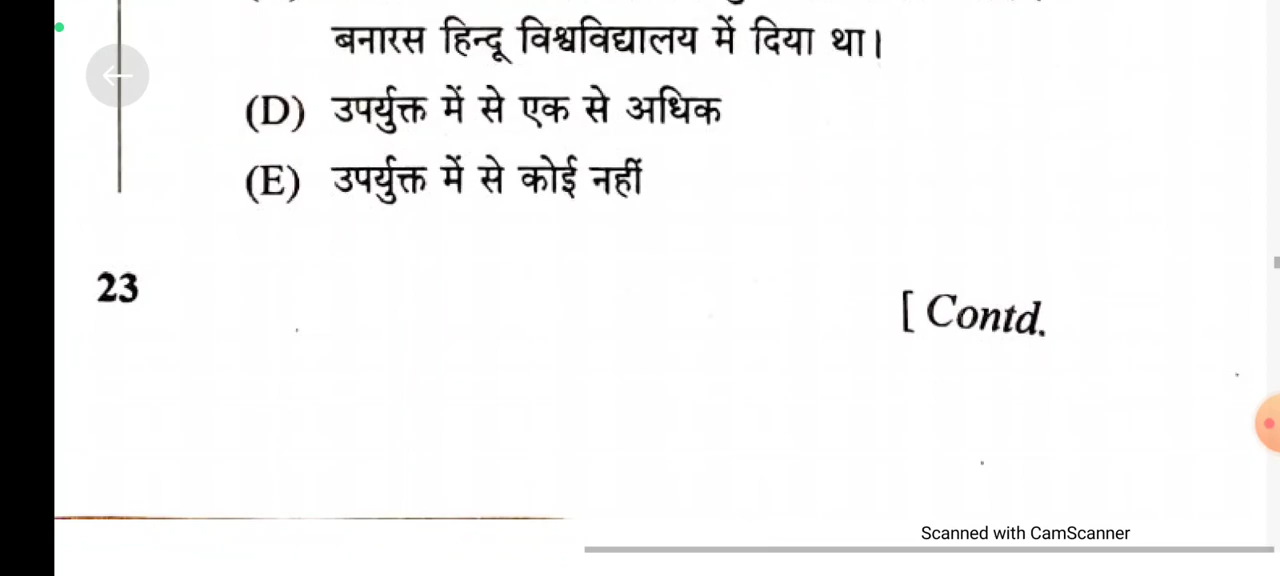 बनारस हिन्दू विश्वविद्यालय में दिया था।
(D) उपर्युक्त में से एक से अधिक
(E) उपर्युक्त में से कोई नहीं
23
[ Contd.
Scanned with CamScanner